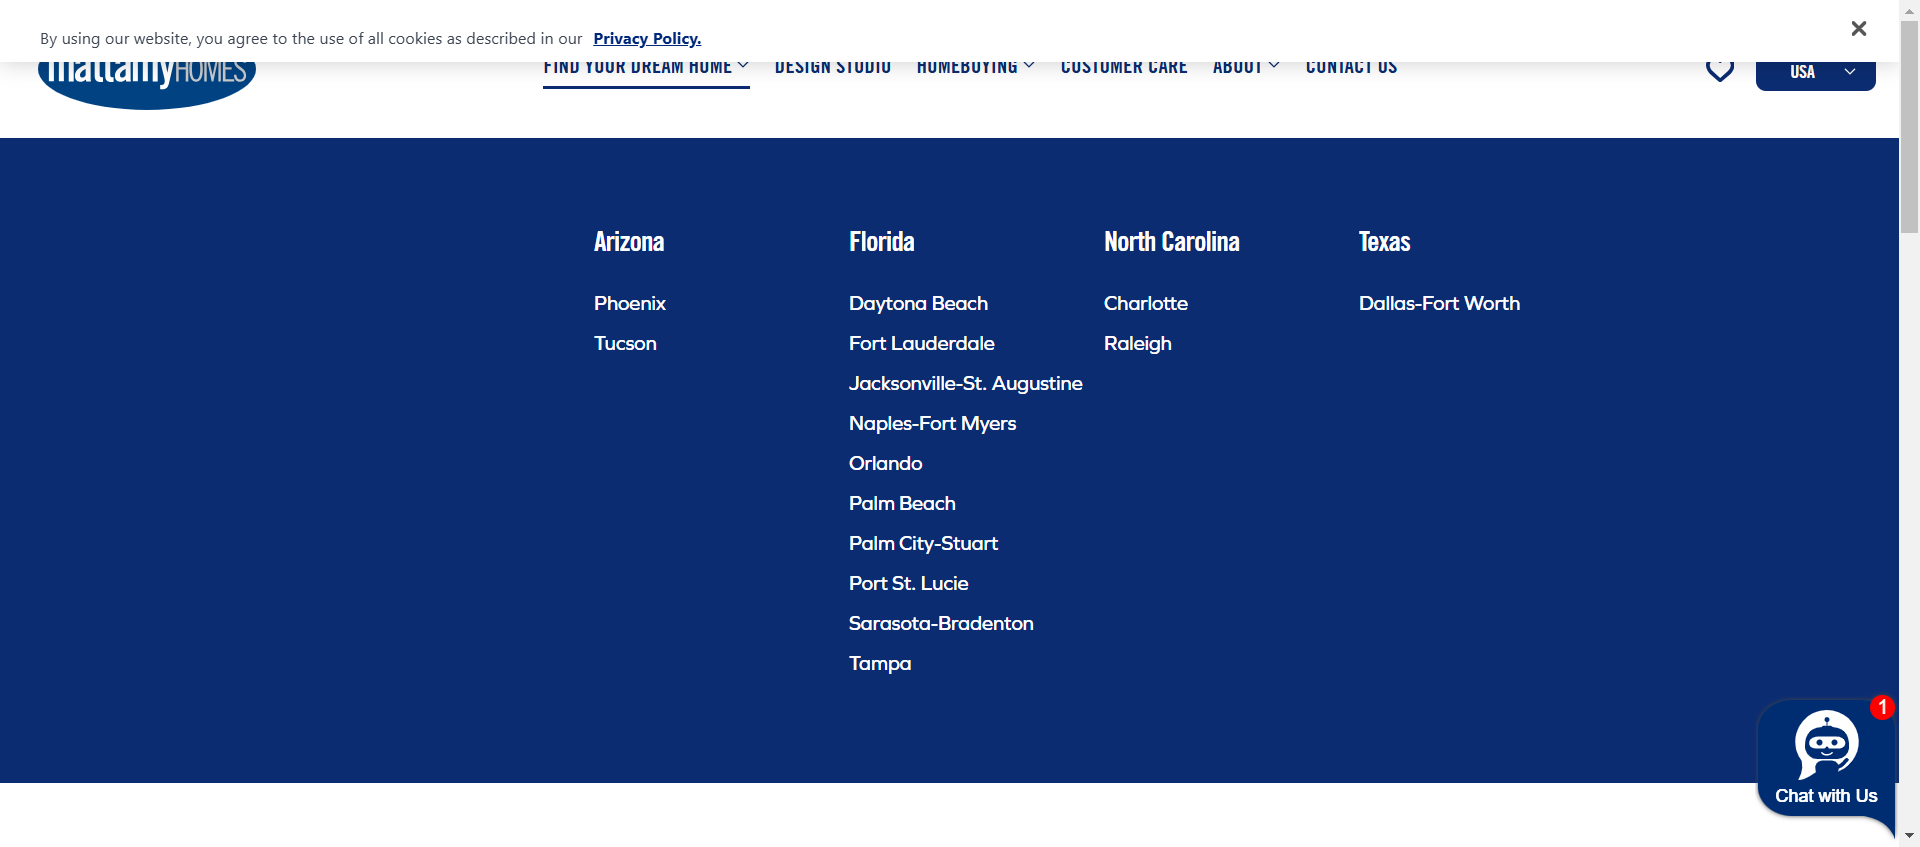 By using our website, you agree to the use of all cookies as described in our Privacy Policy.
mattamyHOMES
FIND YOUR DREAM HOME
DESIGN STUDIO
HOMEBUYING
CUSTOMER CARE
ABOUT
CONTACT US
USA
Arizona
Phoenix
Tucson
Florida
Daytona Beach
Fort Lauderdale
Jacksonville-St. Augustine
Naples-Fort Myers
Orlando
Palm Beach
Palm City-Stuart
Port St. Lucie
Sarasota-Bradenton
Tampa
North Carolina
Charlotte
Raleigh
Texas
Dallas-Fort Worth
1
Chat with Us